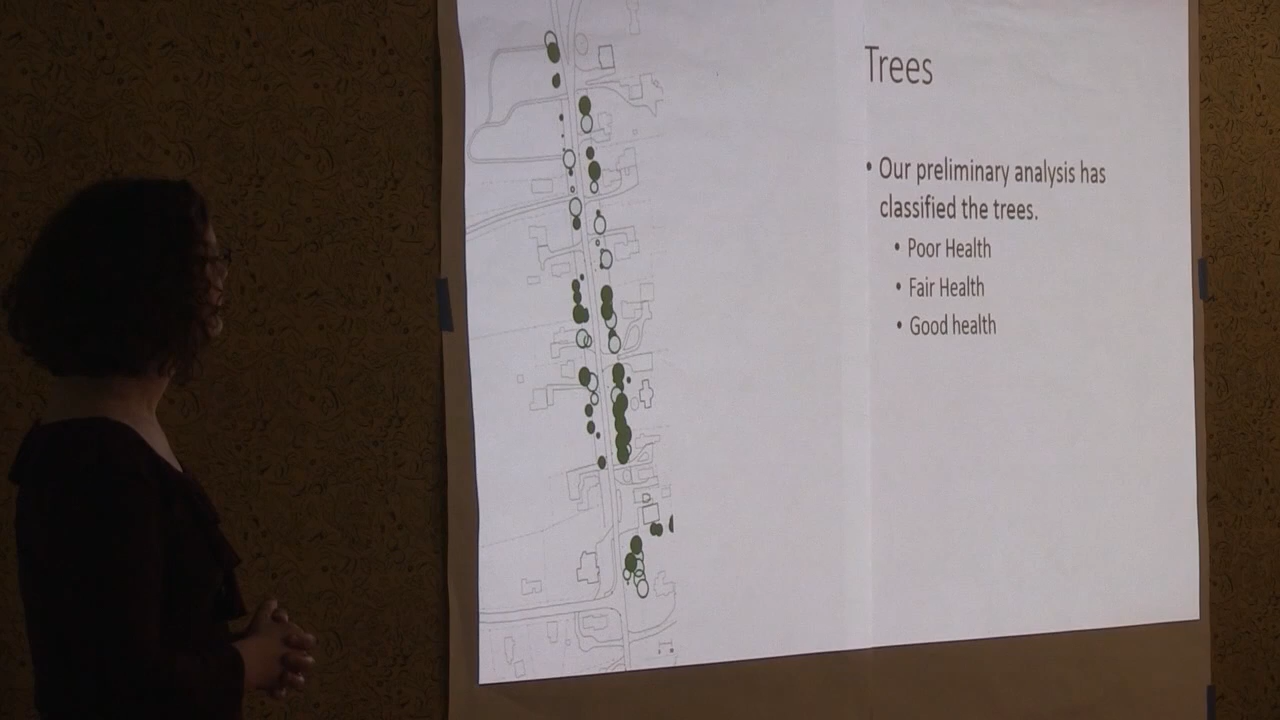 Trees
• Our preliminary analysis has
classified the trees.
• Poor Health
• Fair Health
• Good health